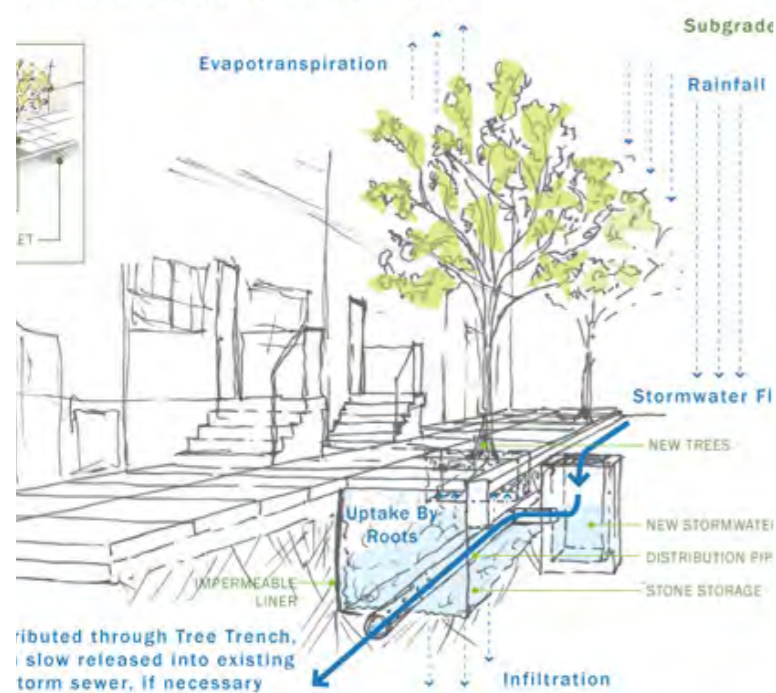 Subgrade
Evapotranspiration
Rainfall
ET
Stormwater Fl
NEW TREES
Uptake By
Roots
NEW STORMWATER
DISTRIBUTION PIP
IMPERMEABLE
LINER
STONE STORAGE
ributed through Tree Trench,
slow released into existing
torm sewer, if necessary
Infiltration